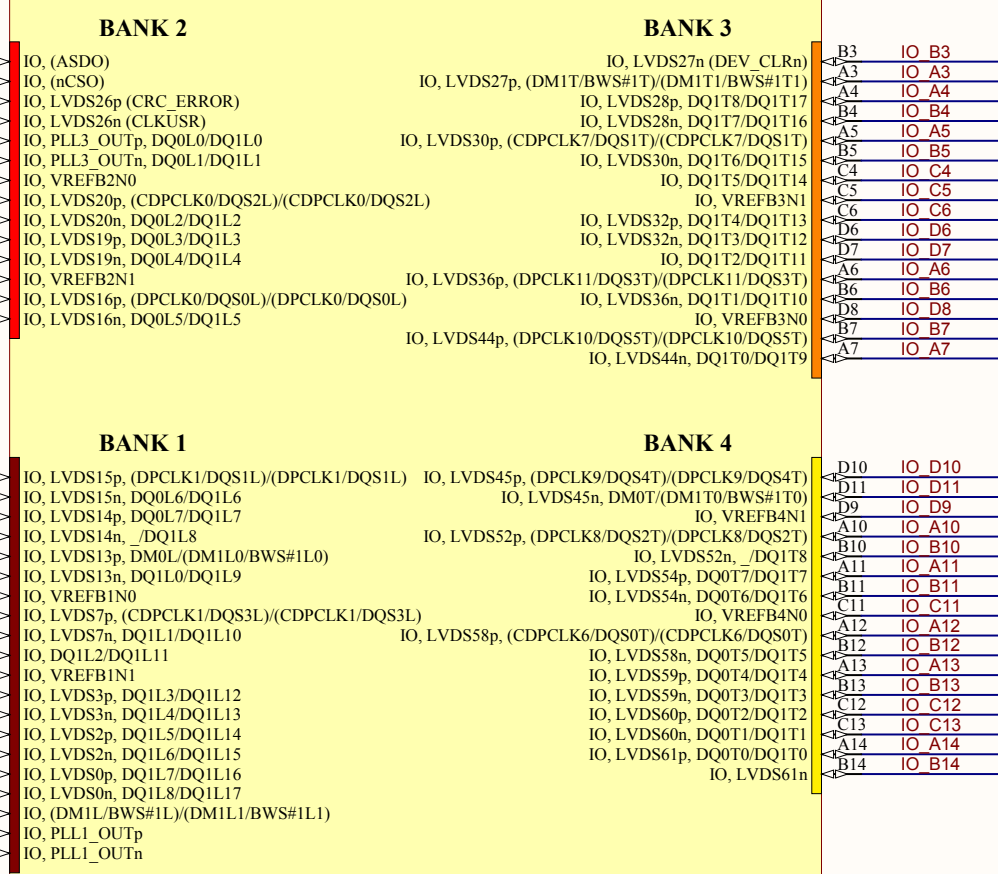 BANK 2
IO, (ASDO)
IO, (nCSO)
IO, LVDS26p (CRC_ERROR)
IO, LVDS26n (CLKUSR)
IO, PLL3_OUTp, DQ0L0/DQ1L0
IO, PLL3_OUTn, DQ0L1/DQ1L1
IO, VREFB2N0
IO, LVDS20p, (CDPCLK0/DQS2L)/(CDPCLK0/DQS2L)
IO, LVDS20n, DQ0L2/DQ1L2
IO, LVDS19p, DQ0L3/DQ1L3
IO, LVDS19n, DQ0L4/DQ1L4
IO, VREFB2N1
IO, LVDS16p, (DPCLK0/DQS0L)/(DPCLK0/DQS0L)
IO, LVDS16n, DQ0L5/DQ1L5
BANK 3
IO, LVDS27n (DEV_CLRn) B3 IO_B3
IO, LVDS27p, (DM1T/BWS#1T)/(DM1T1/BWS#1T1) A3 IO_A3
IO, LVDS28p, DQ1T8/DQ1T17 A4 IO_A4
IO, LVDS28n, DQ1T7/DQ1T16 B4 IO_B4
IO, LVDS30p, (CDPCLK7/DQS1T)/(CDPCLK7/DQS1T) A5 IO_A5
IO, LVDS30n, DQ1T6/DQ1T15 B5 IO_B5
IO, DQ1T5/DQ1T14 C4 IO_C4
IO, VREFB3N1 C5 IO_C5
IO, LVDS32p, DQ1T4/DQ1T13 C6 IO_C6
IO, LVDS32n, DQ1T3/DQ1T12 D6 IO_D6
IO, DQ1T2/DQ1T11 D7 IO_D7
IO, LVDS36p, (DPCLK11/DQS3T)/(DPCLK11/DQS3T) A6 IO_A6
IO, LVDS36n, DQ1T1/DQ1T10 B6 IO_B6
IO, VREFB3N0 D8 IO_D8
IO, LVDS44p, (DPCLK10/DQS5T)/(DPCLK10/DQS5T) B7 IO_B7
IO, LVDS44n, DQ1T0/DQ1T9 A7 IO_A7
BANK 1
IO, LVDS15p, (DPCLK1/DQS1L)/(DPCLK1/DQS1L)
IO, LVDS15n, DQ0L6/DQ1L6
IO, LVDS14p, DQ0L7/DQ1L7
IO, LVDS14n, _/DQ1L8
IO, LVDS13p, DM0L/(DM1L0/BWS#1L0)
IO, LVDS13n, DQ1L0/DQ1L9
IO, VREFB1N0
IO, LVDS7p, (CDPCLK1/DQS3L)/(CDPCLK1/DQS3L)
IO, LVDS7n, DQ1L1/DQ1L10
IO, DQ1L2/DQ1L11
IO, VREFB1N1
IO, LVDS3p, DQ1L3/DQ1L12
IO, LVDS3n, DQ1L4/DQ1L13
IO, LVDS2p, DQ1L5/DQ1L14
IO, LVDS2n, DQ1L6/DQ1L15
IO, LVDS0p, DQ1L7/DQ1L16
IO, LVDS0n, DQ1L8/DQ1L17
IO, (DM1L/BWS#1L)/(DM1L1/BWS#1L1)
IO, PLL1_OUTp
IO, PLL1_OUTn
BANK 4
IO, LVDS45p, (DPCLK9/DQS4T)/(DPCLK9/DQS4T) D10 IO_D10
IO, LVDS45n, DM0T/(DM1T0/BWS#1T0) D11 IO_D11
IO, VREFB4N1 D9 IO_D9
IO, LVDS52p, (DPCLK8/DQS2T)/(DPCLK8/DQS2T) A10 IO_A10
IO, LVDS52n, _/DQ1T8 B10 IO_B10
IO, LVDS54p, DQ0T7/DQ1T7 A11 IO_A11
IO, LVDS54n, DQ0T6/DQ1T6 B11 IO_B11
IO, VREFB4N0 C11 IO_C11
IO, LVDS58p, (CDPCLK6/DQS0T)/(CDPCLK6/DQS0T) A12 IO_A12
IO, LVDS58n, DQ0T5/DQ1T5 B12 IO_B12
IO, LVDS59p, DQ0T4/DQ1T4 A13 IO_A13
IO, LVDS59n, DQ0T3/DQ1T3 B13 IO_B13
IO, LVDS60p, DQ0T2/DQ1T2 C12 IO_C12
IO, LVDS60n, DQ0T1/DQ1T1 C13 IO_C13
IO, LVDS61p, DQ0T0/DQ1T0 A14 IO_A14
IO, LVDS61n B14 IO_B14